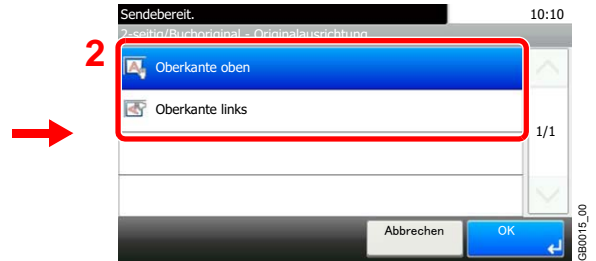 Sendebereit. 10:10
2-seitig/Buchoriginal - Originalausrichtung
2
Oberkante oben
Oberkante links
1/1
Abbrechen OK
GB0015_00